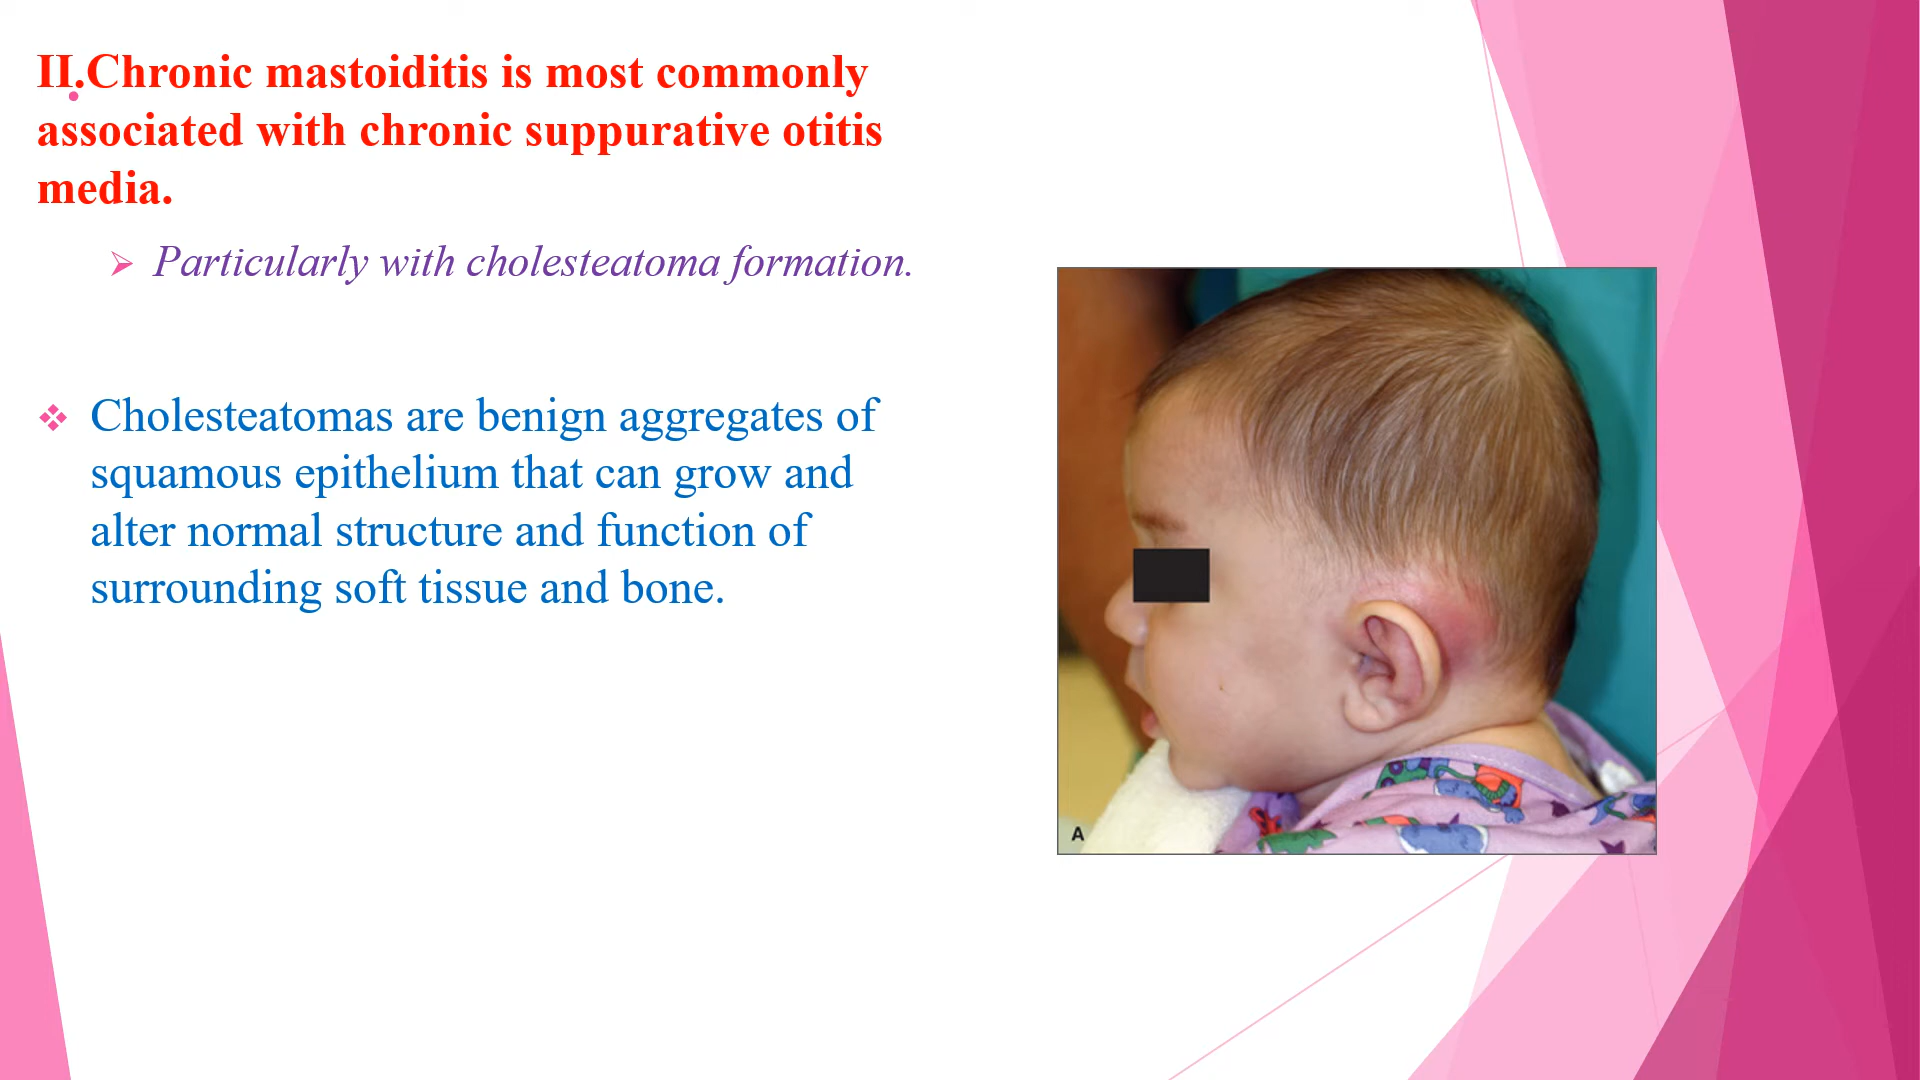 II.Chronic mastoiditis is most commonly
associated with chronic suppurative otitis
media.
Particularly with cholesteatoma formation.
Cholesteatomas are benign aggregates of
squamous epithelium that can grow and
alter normal structure and function of
surrounding soft tissue and bone.
A